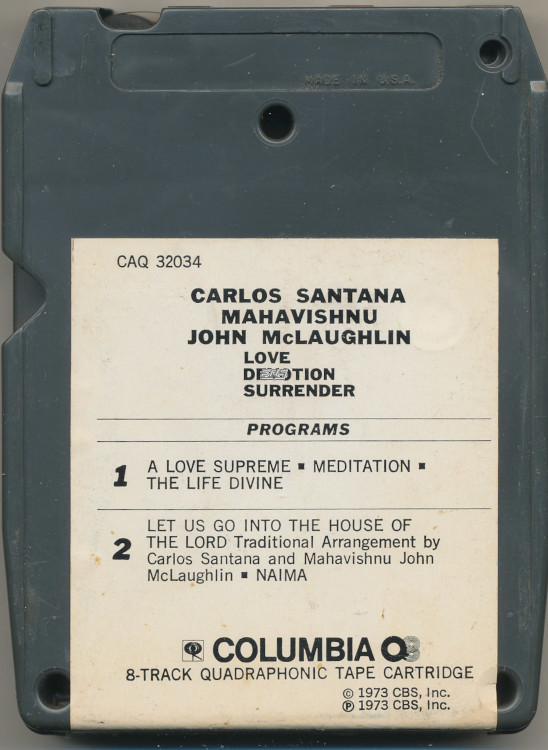 MADE IN U.S.A.
CAQ 32034
CARLOS SANTANA
MAHAVISHNU
JOHN McLAUGHLIN
LOVE
SURRENDER
PROGRAMS
1 A LOVE SUPREME ▪ MEDITATION ▪
THE LIFE DIVINE
2 LET US GO INTO THE HOUSE OF
THE LORD Traditional Arrangement by
Carlos Santana and Mahavishnu John
McLaughlin ▪ NAIMA
COLUMBIA Q8
8-TRACK QUADRAPHONIC TAPE CARTRIDGE
© 1973 CBS, Inc.
℗ 1973 CBS, Inc.